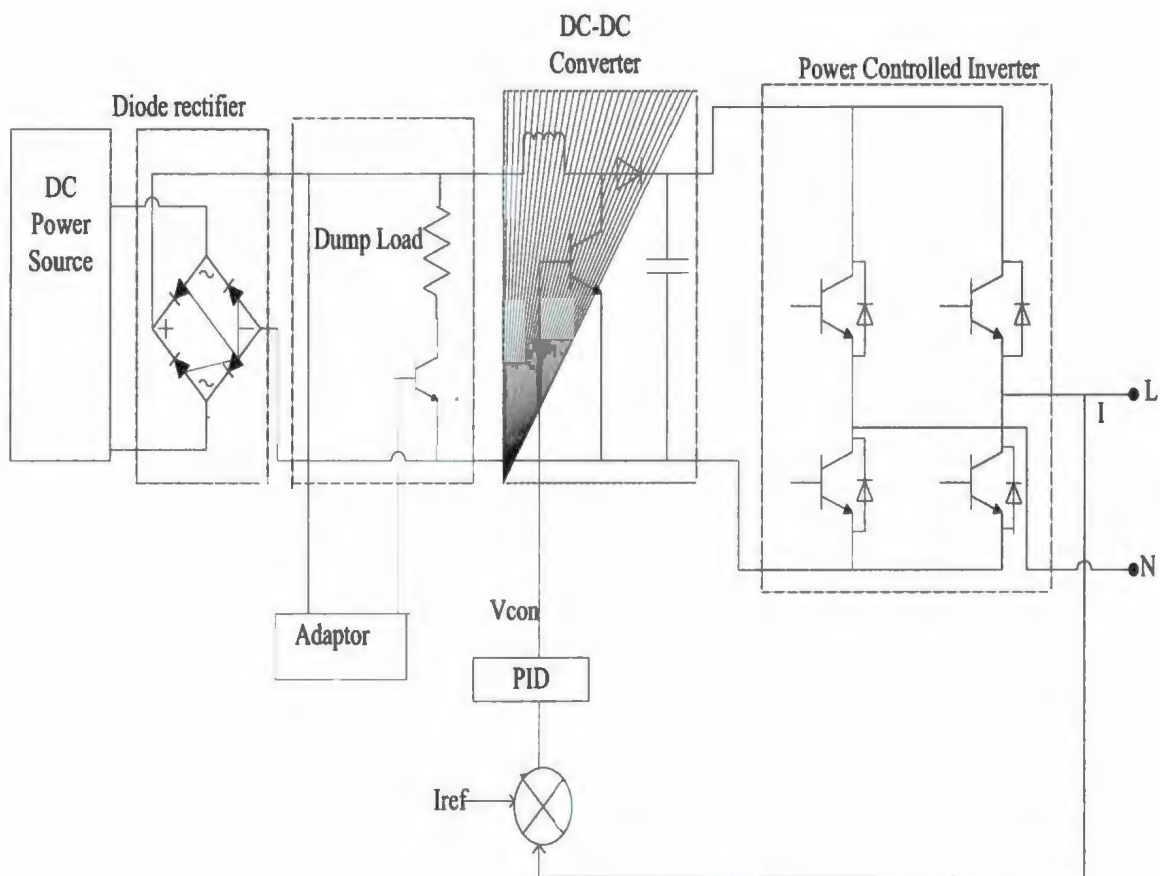 DC-DC
Converter
Power Controlled Inverter
Diode rectifier
DC
Power
Source
~
+
−
~
Dump Load
L
I
N
Vcon
Adaptor
PID
Iref